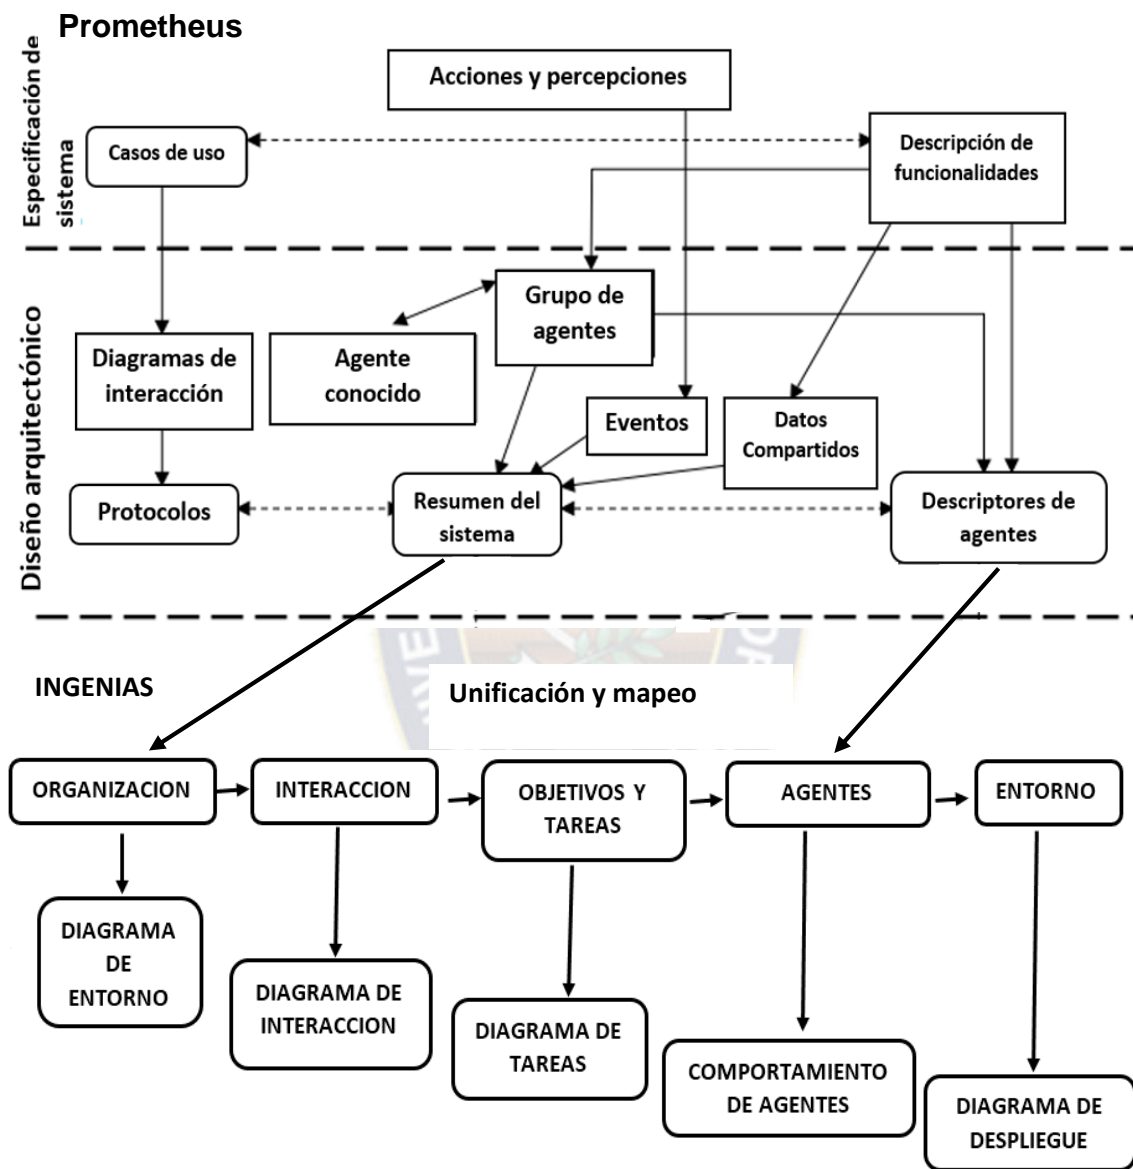 Prometheus
Especificación de
sistema
Acciones y percepciones
Casos de uso
Descripción de
funcionalidades
Diseño arquitectónico
Grupo de
agentes
Diagramas de
interacción
Agente
conocido
Eventos
Datos
Compartidos
Protocolos
Resumen del
sistema
Descriptores de
agentes
INGENIAS
Unificación y mapeo
ORGANIZACION
INTERACCION
OBJETIVOS Y
TAREAS
AGENTES
ENTORNO
DIAGRAMA
DE
ENTORNO
DIAGRAMA DE
INTERACCION
DIAGRAMA DE
TAREAS
COMPORTAMIENTO
DE AGENTES
DIAGRAMA DE
DESPLIEGUE